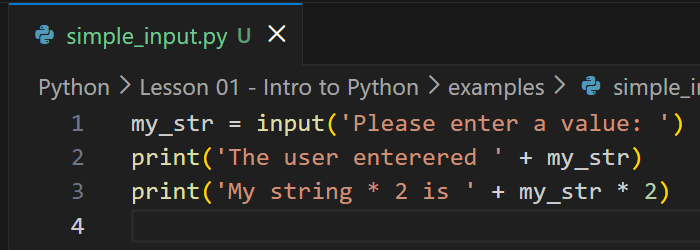 simple_input.py U
Python > Lesson 01 - Intro to Python > examples > simple_i
1 my_str = input('Please enter a value: ')
2 print('The user enterered ' + my_str)
3 print('My string * 2 is ' + my_str * 2)
4